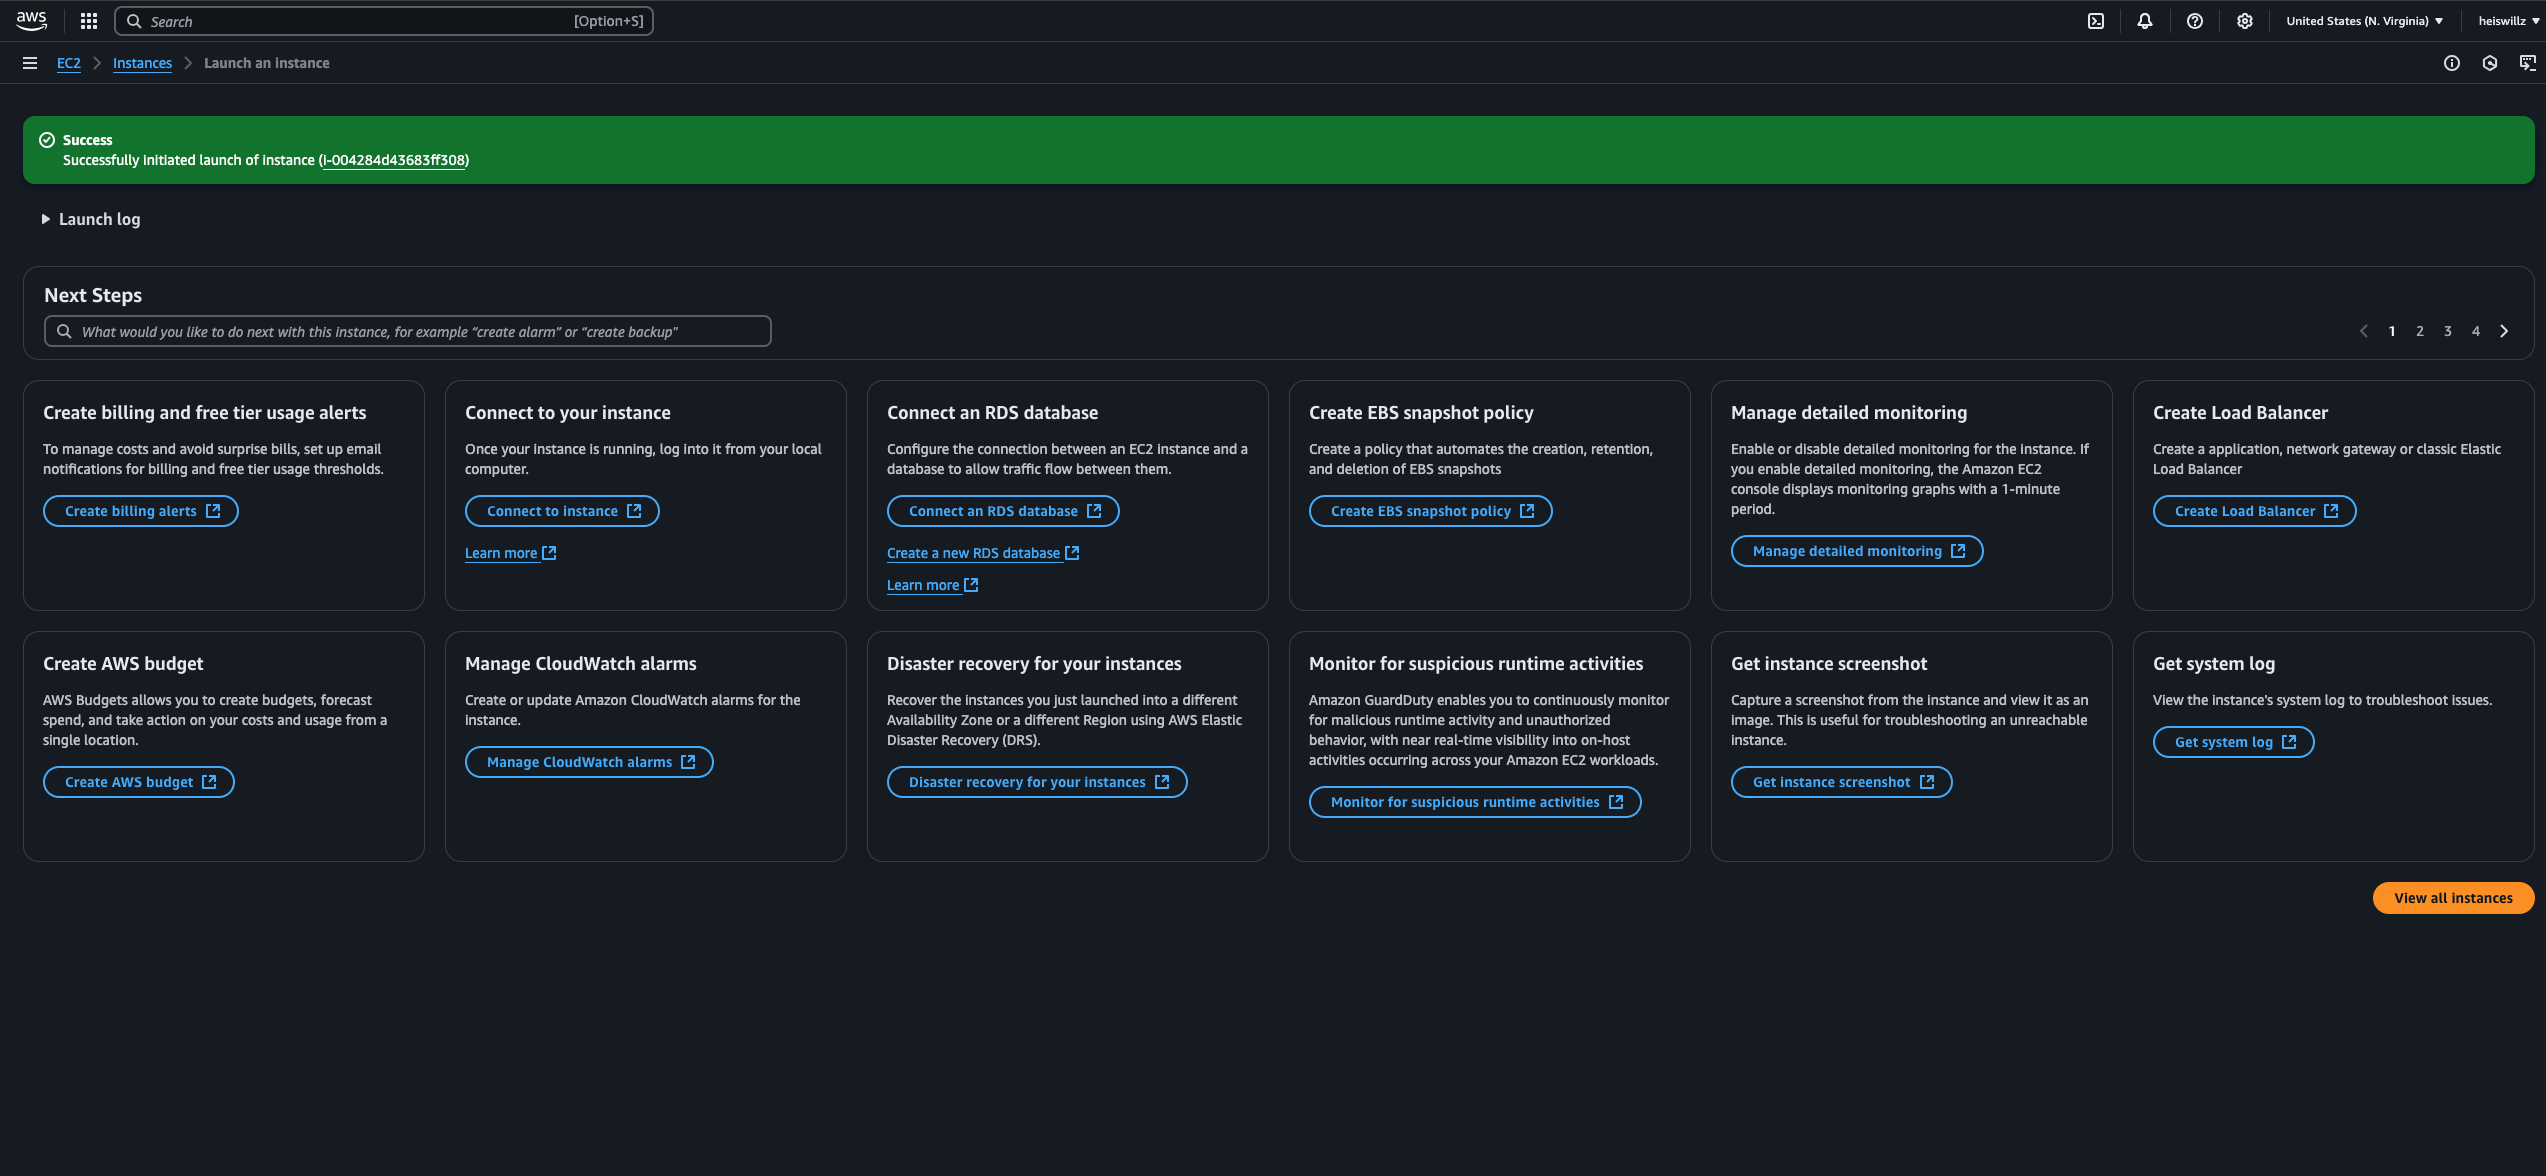 aws
Search [Option+S]
United States (N. Virginia)
heiswillz
EC2
Instances
Launch an instance
Success
Successfully initiated launch of instance (i-004284d43683ff308)
Launch log
Next Steps
What would you like to do next with this instance, for example “create alarm” or “create backup”
1 2 3 4
Create billing and free tier usage alerts
To manage costs and avoid surprise bills, set up email
notifications for billing and free tier usage thresholds.
Create billing alerts
Connect to your instance
Once your instance is running, log into it from your local
computer.
Connect to instance
Learn more
Connect an RDS database
Configure the connection between an EC2 instance and a
database to allow traffic flow between them.
Connect an RDS database
Create a new RDS database
Learn more
Create EBS snapshot policy
Create a policy that automates the creation, retention,
and deletion of EBS snapshots
Create EBS snapshot policy
Manage detailed monitoring
Enable or disable detailed monitoring for the instance. If
you enable detailed monitoring, the Amazon EC2
console displays monitoring graphs with a 1-minute
period.
Manage detailed monitoring
Create Load Balancer
Create a application, network gateway or classic Elastic
Load Balancer
Create Load Balancer
Create AWS budget
AWS Budgets allows you to create budgets, forecast
spend, and take action on your costs and usage from a
single location.
Create AWS budget
Manage CloudWatch alarms
Create or update Amazon CloudWatch alarms for the
instance.
Manage CloudWatch alarms
Disaster recovery for your instances
Recover the instances you just launched into a different
Availability Zone or a different Region using AWS Elastic
Disaster Recovery (DRS).
Disaster recovery for your instances
Monitor for suspicious runtime activities
Amazon GuardDuty enables you to continuously monitor
for malicious runtime activity and unauthorized
behavior, with near real-time visibility into on-host
activities occurring across your Amazon EC2 workloads.
Monitor for suspicious runtime activities
Get instance screenshot
Capture a screenshot from the instance and view it as an
image. This is useful for troubleshooting an unreachable
instance.
Get instance screenshot
Get system log
View the instance's system log to troubleshoot issues.
Get system log
View all instances